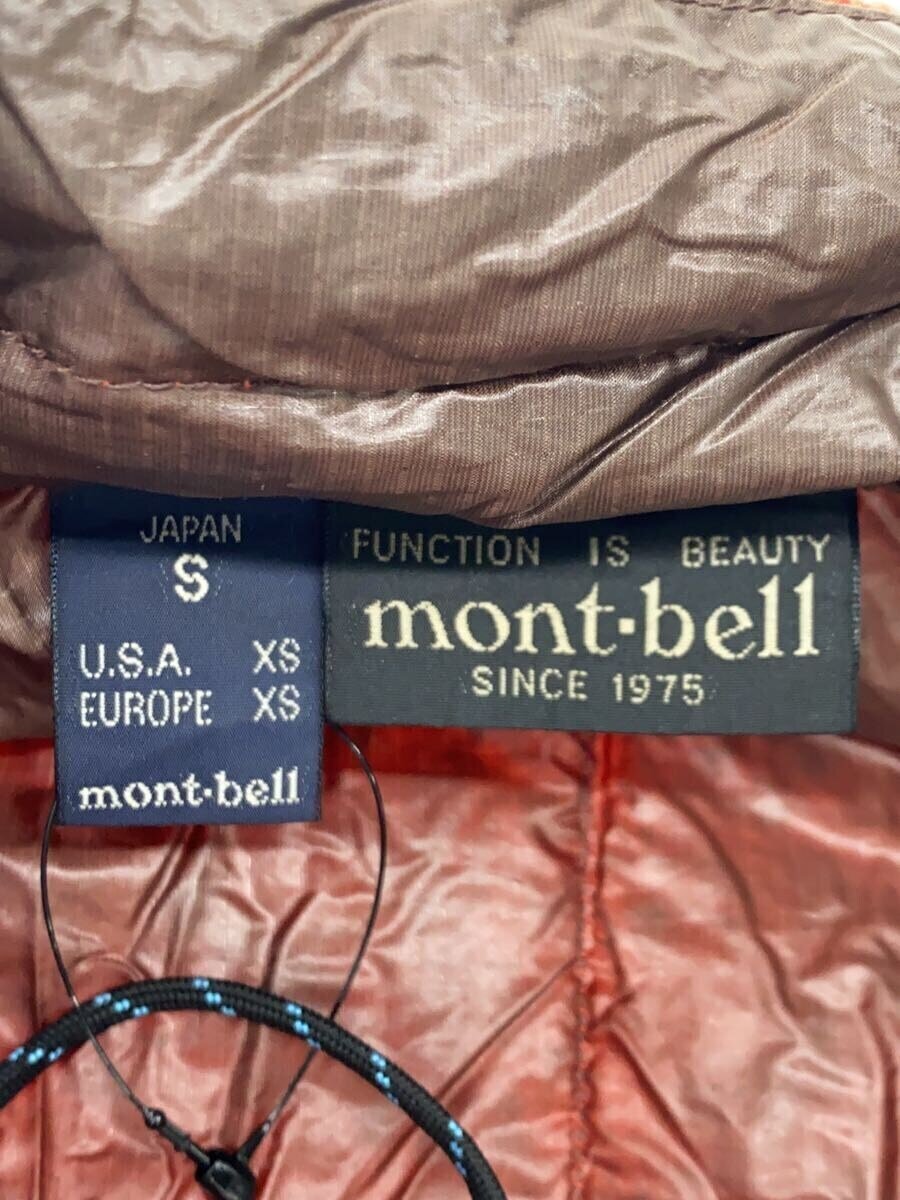 JAPAN
S
U.S.A. XS
EUROPE XS
mont-bell
FUNCTION IS BEAUTY
mont-bell
SINCE 1975